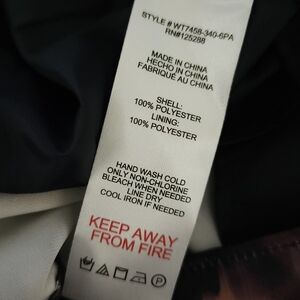 STYLE # WT7458-340-6PA
RN#125288
MADE IN CHINA
HECHO IN CHINA
FABRIQUÉ AU CHINA
SHELL:
100% POLYESTER
LINING:
100% POLYESTER
HAND WASH COLD
ONLY NON-CHLORINE
BLEACH WHEN NEEDED
LINE DRY
COOL IRON IF NEEDED
KEEP AWAY
FROM FIRE
P